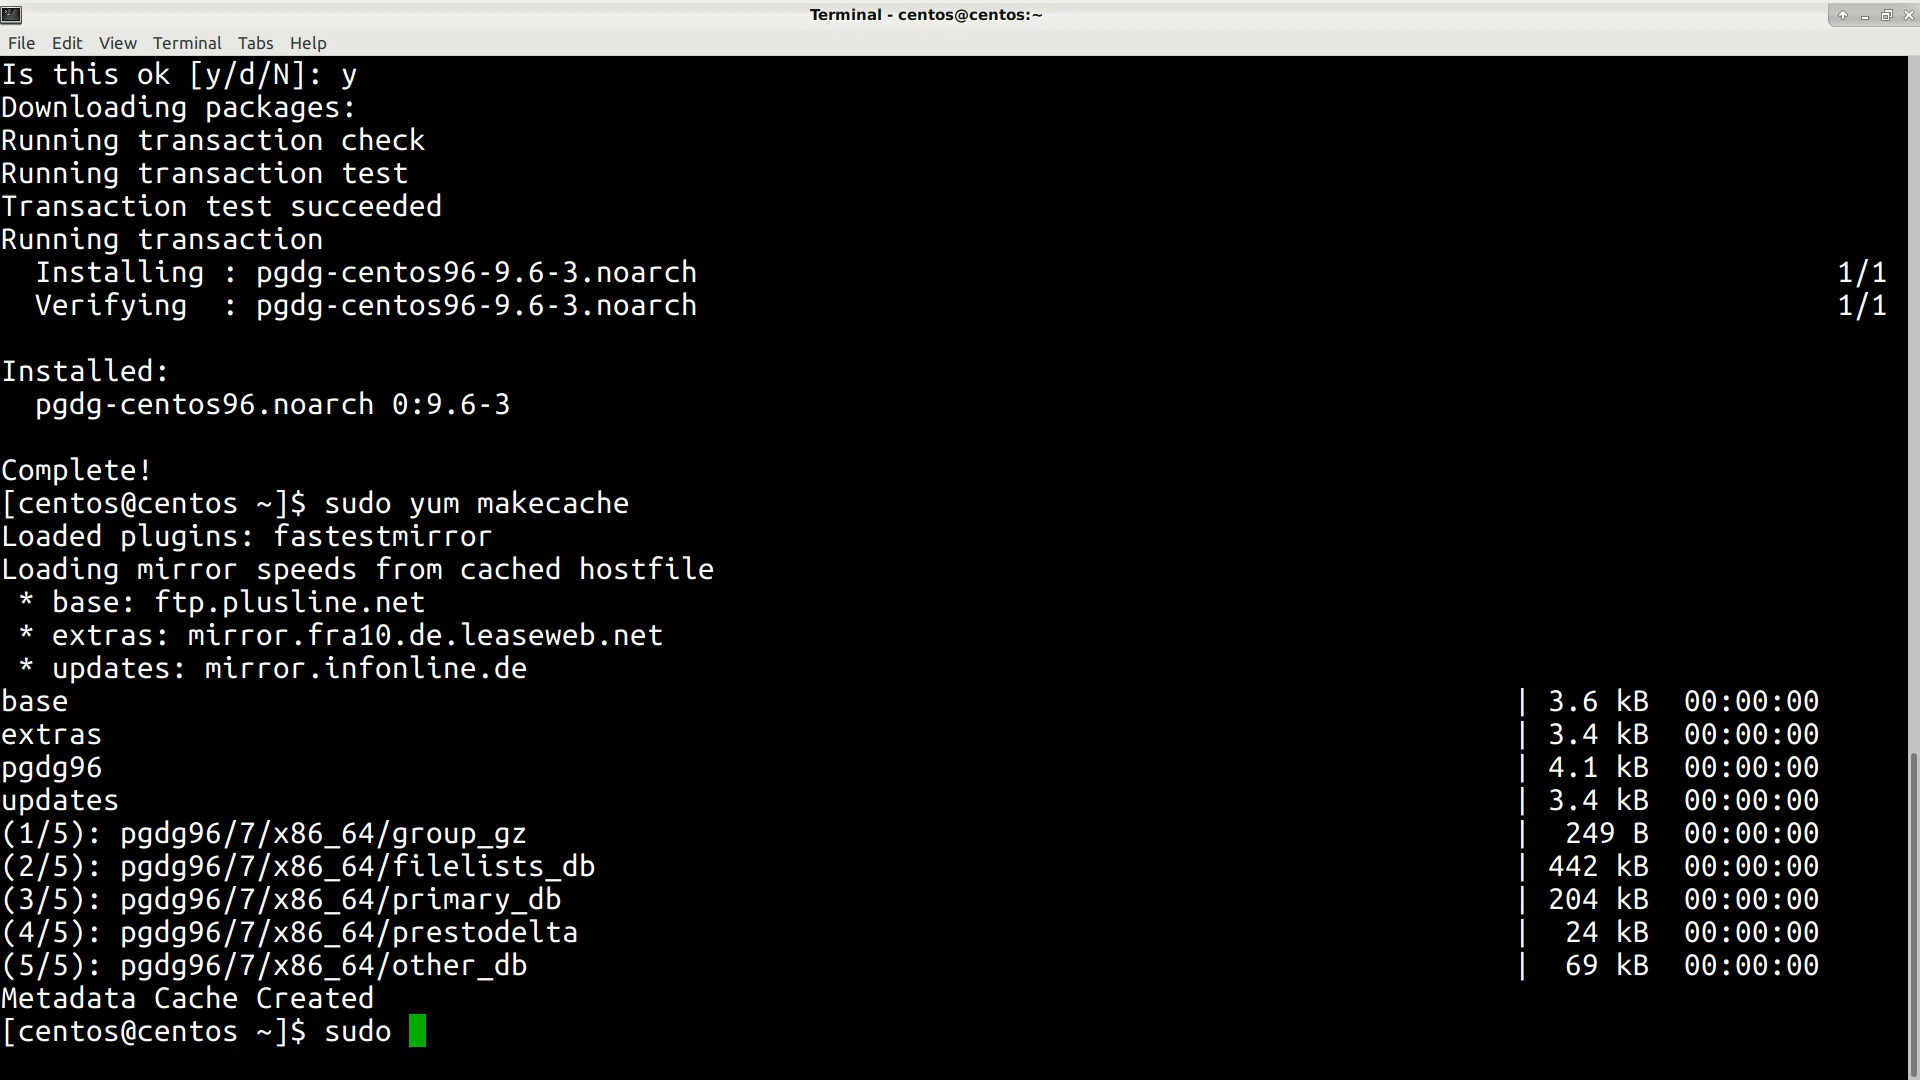 Terminal - centos@centos:~
File Edit View Terminal Tabs Help
Is this ok [y/d/N]: y
Downloading packages:
Running transaction check
Running transaction test
Transaction test succeeded
Running transaction
  Installing : pgdg-centos96-9.6-3.noarch 1/1
  Verifying  : pgdg-centos96-9.6-3.noarch 1/1
Installed:
  pgdg-centos96.noarch 0:9.6-3
Complete!
[centos@centos ~]$ sudo yum makecache
Loaded plugins: fastestmirror
Loading mirror speeds from cached hostfile
 * base: ftp.plusline.net
 * extras: mirror.fra10.de.leaseweb.net
 * updates: mirror.infonline.de
base | 3.6 kB 00:00:00
extras | 3.4 kB 00:00:00
pgdg96 | 4.1 kB 00:00:00
updates | 3.4 kB 00:00:00
(1/5): pgdg96/7/x86_64/group_gz | 249 B 00:00:00
(2/5): pgdg96/7/x86_64/filelists_db | 442 kB 00:00:00
(3/5): pgdg96/7/x86_64/primary_db | 204 kB 00:00:00
(4/5): pgdg96/7/x86_64/prestodelta | 24 kB 00:00:00
(5/5): pgdg96/7/x86_64/other_db | 69 kB 00:00:00
Metadata Cache Created
[centos@centos ~]$ sudo